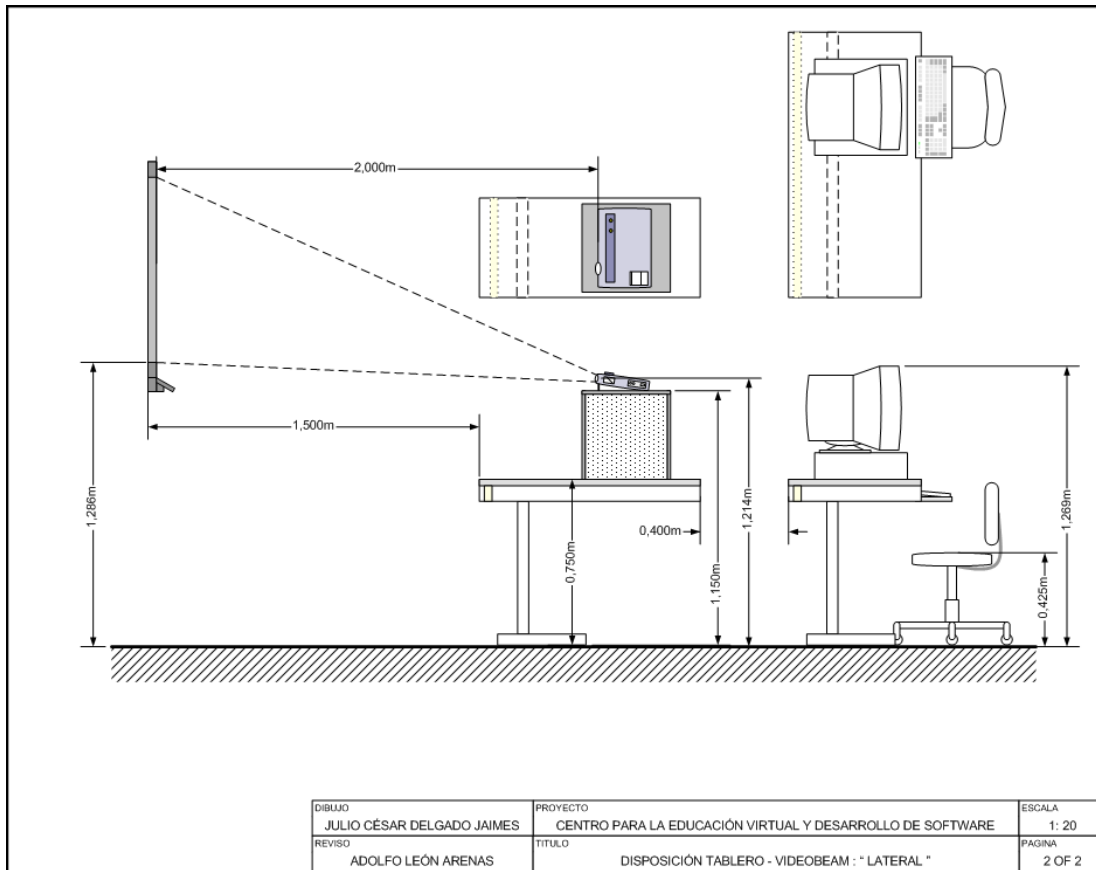 2,000m
1,500m
1,286m
0,750m
0,400m
1,150m
1,214m
0,425m
1,269m
DIBUJO
JULIO CÉSAR DELGADO JAIMES
PROYECTO
CENTRO PARA LA EDUCACIÓN VIRTUAL Y DESARROLLO DE SOFTWARE
ESCALA
1: 20
REVISO
ADOLFO LEÓN ARENAS
TITULO
DISPOSICIÓN TABLERO - VIDEOBEAM : “ LATERAL ”
PAGINA
2 OF 2